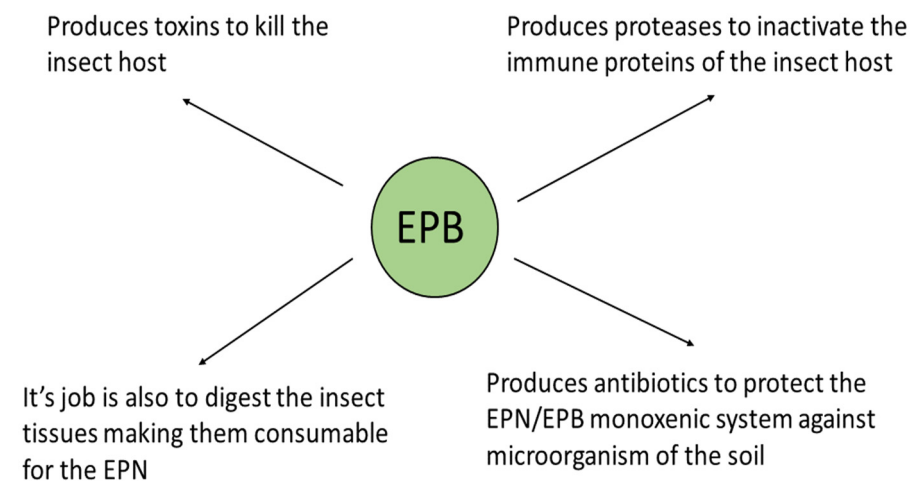 Produces toxins to kill the
insect host
Produces proteases to inactivate the
immune proteins of the insect host
EPB
It's job is also to digest the insect
tissues making them consumable
for the EPN
Produces antibiotics to protect the
EPN/EPB monoxenic system against
microorganism of the soil